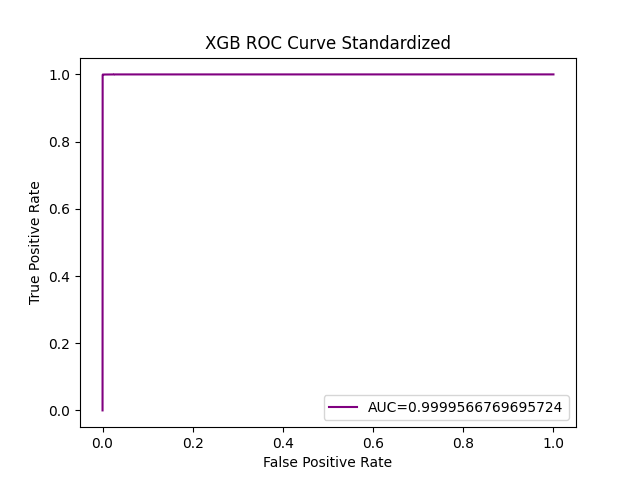 XGB ROC Curve Standardized
True Positive Rate
1.0
0.8
0.6
0.4
0.2
0.0
AUC=0.9999566769695724
0.0 0.2 0.4 0.6 0.8 1.0
False Positive Rate